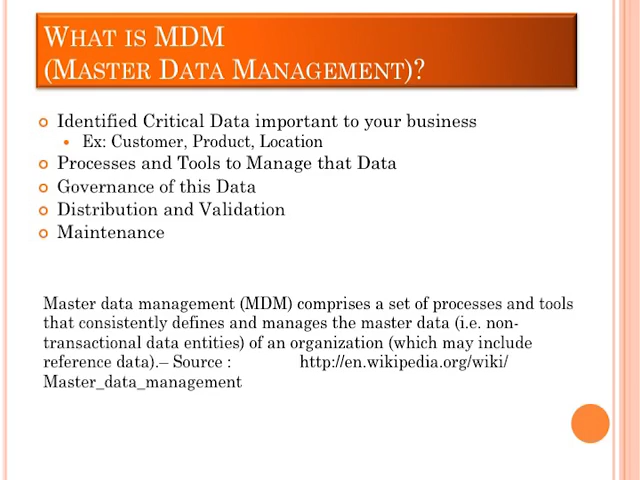 WHAT IS MDM
(MASTER DATA MANAGEMENT)?
Identified Critical Data important to your business
Ex: Customer, Product, Location
Processes and Tools to Manage that Data
Governance of this Data
Distribution and Validation
Maintenance
Master data management (MDM) comprises a set of processes and tools
that consistently defines and manages the master data (i.e. non-
transactional data entities) of an organization (which may include
reference data).– Source : http://en.wikipedia.org/wiki/
Master_data_management